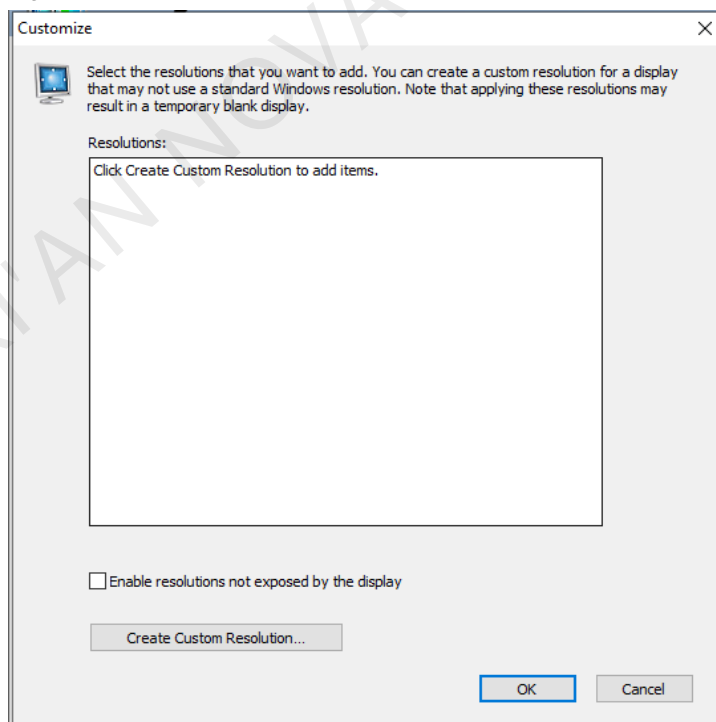 Customize
Select the resolutions that you want to add. You can create a custom resolution for a display
that may not use a standard Windows resolution. Note that applying these resolutions may
result in a temporary blank display.
Resolutions:
Click Create Custom Resolution to add items.
Enable resolutions not exposed by the display
Create Custom Resolution...
OK Cancel
'AN NOVA